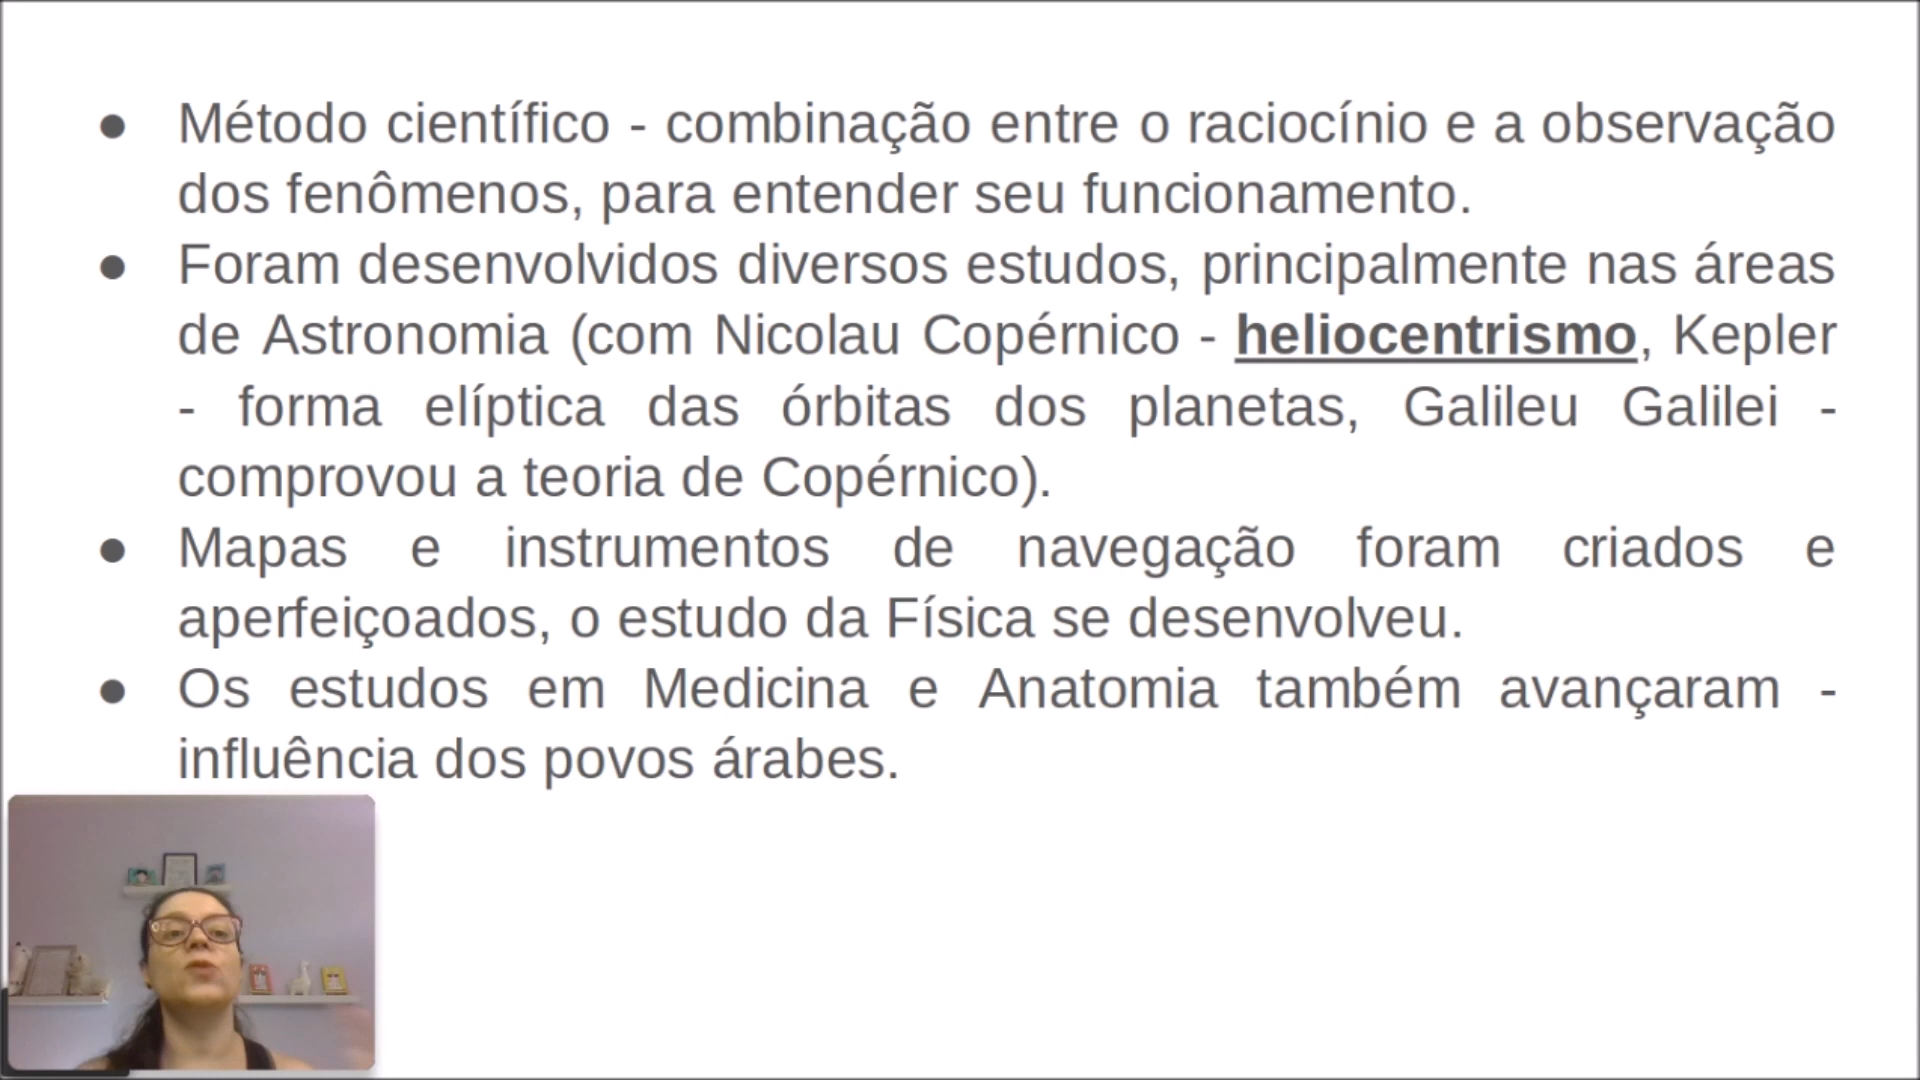 ● Método científico - combinação entre o raciocínio e a observação
dos fenômenos, para entender seu funcionamento.
● Foram desenvolvidos diversos estudos, principalmente nas áreas
de Astronomia (com Nicolau Copérnico - heliocentrismo, Kepler
- forma elíptica das órbitas dos planetas, Galileu Galilei -
comprovou a teoria de Copérnico).
● Mapas e instrumentos de navegação foram criados e
aperfeiçoados, o estudo da Física se desenvolveu.
● Os estudos em Medicina e Anatomia também avançaram -
influência dos povos árabes.